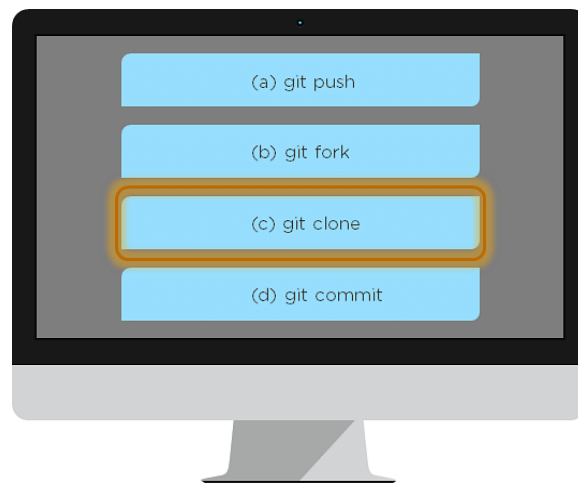 (a) git push
(b) git fork
(c) git clone
(d) git commit